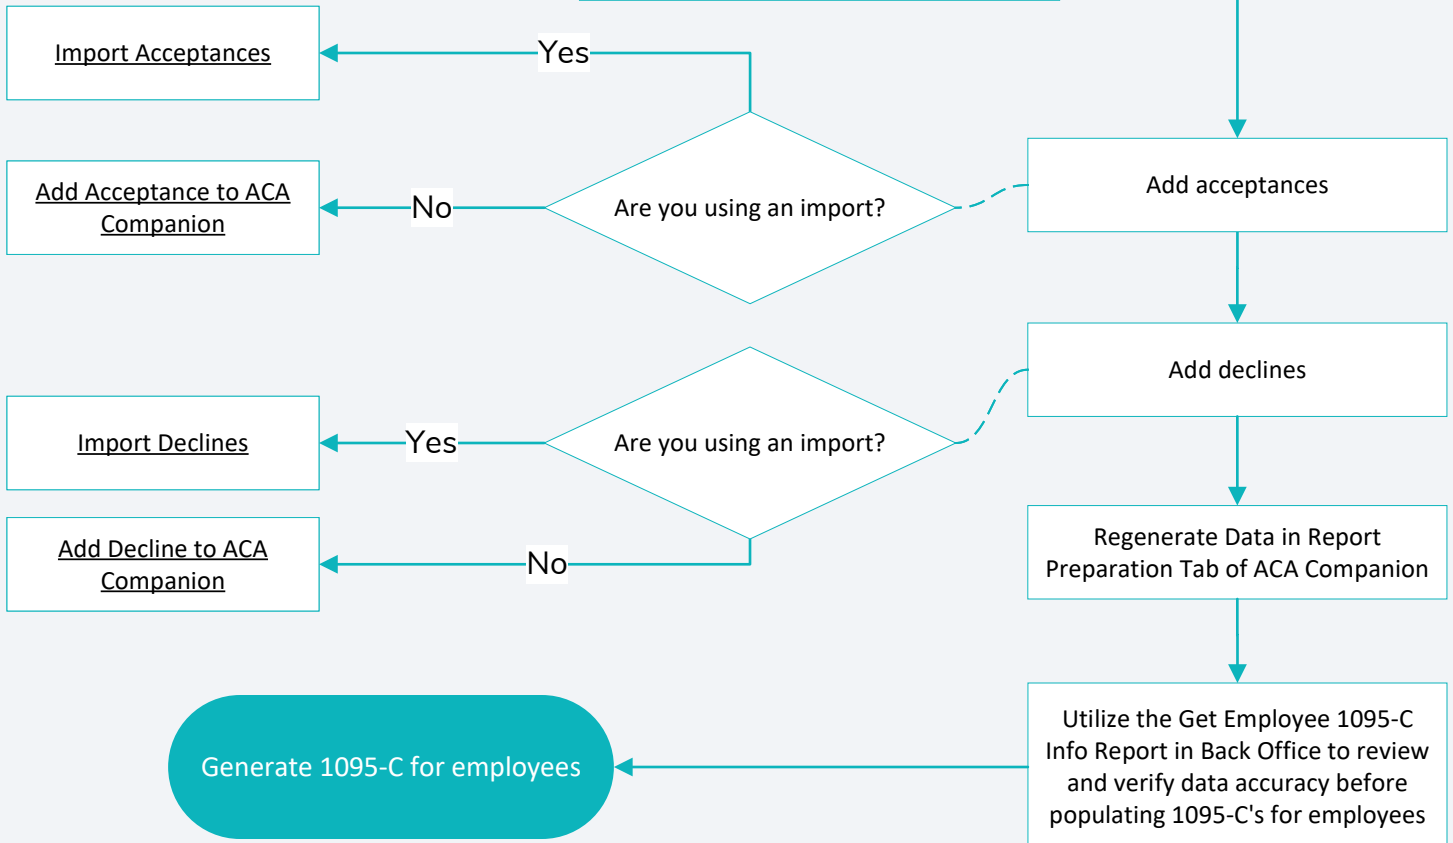 Import Acceptances
Yes
Add Acceptance to ACA
Companion
No
Are you using an import?
Add acceptances
Add declines
Import Declines
Yes
Are you using an import?
Add Decline to ACA
Companion
No
Regenerate Data in Report
Preparation Tab of ACA Companion
Utilize the Get Employee 1095-C
Info Report in Back Office to review
and verify data accuracy before
populating 1095-C's for employees
Generate 1095-C for employees